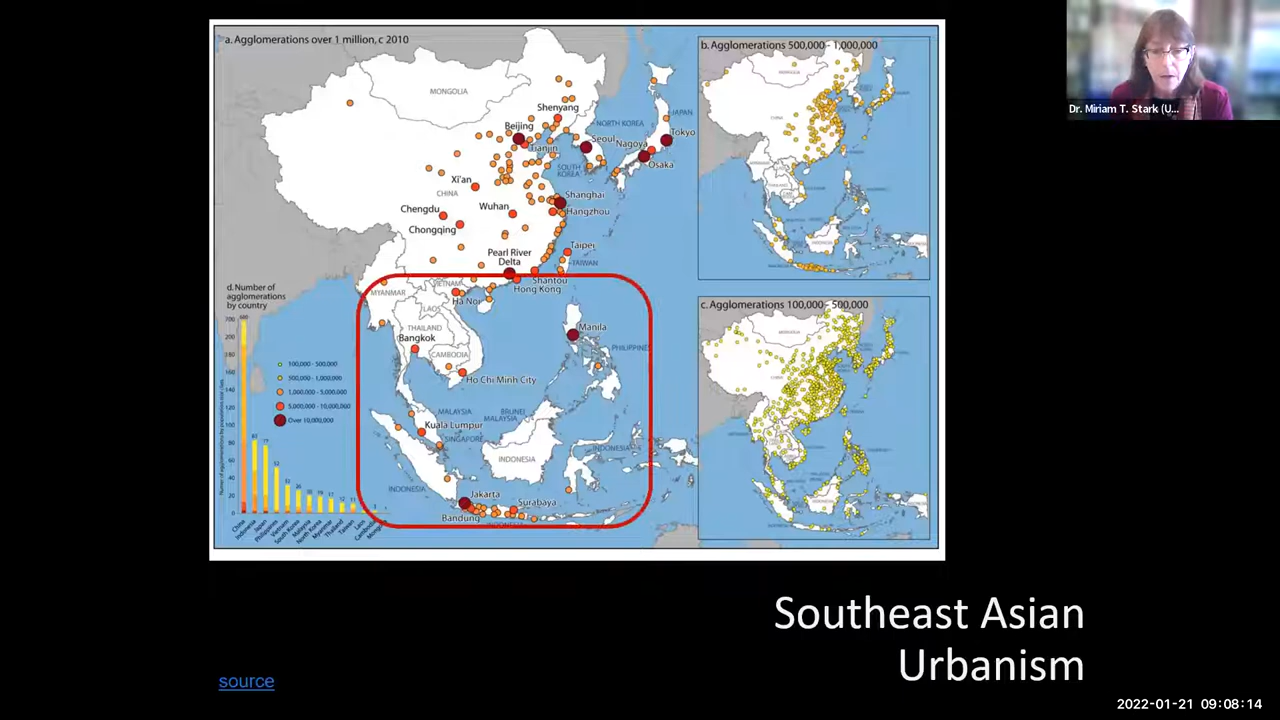 a. Agglomerations over 1 million, c 2010
MONGOLIA
Shenyang
Beijing
NORTH KOREA
JAPAN
Tianjin
Seoul
Nagoya
Tokyo
SOUTH
KOREA
Osaka
Xi'an
CHINA
Shanghai
Chengdu
Wuhan
Hangzhou
Chongqing
Pearl River
Delta
Taipei
TAIWAN
Shantou
Hong Kong
MYANMAR
VIETNAM
Ha Noi
LAOS
THAILAND
Bangkok
CAMBODIA
Manila
PHILIPPINES
Ho Chi Minh City
MALAYSIA
BRUNEI
MALAYSIA
Kuala Lumpur
SINGAPORE
INDONESIA
INDONESIA
INDONESIA
Jakarta
Surabaya
Bandung
INDONESIA
d. Number of
agglomerations
by country
100,000 - 500,000
500,000 - 1,000,000
1,000,000 - 5,000,000
5,000,000 - 10,000,000
Over 10,000,000
b. Agglomerations 500,000 - 1,000,000
c. Agglomerations 100,000 - 500,000
Dr. Miriam T. Stark (U...
Southeast Asian
Urbanism
source
2022-01-21 09:08:14